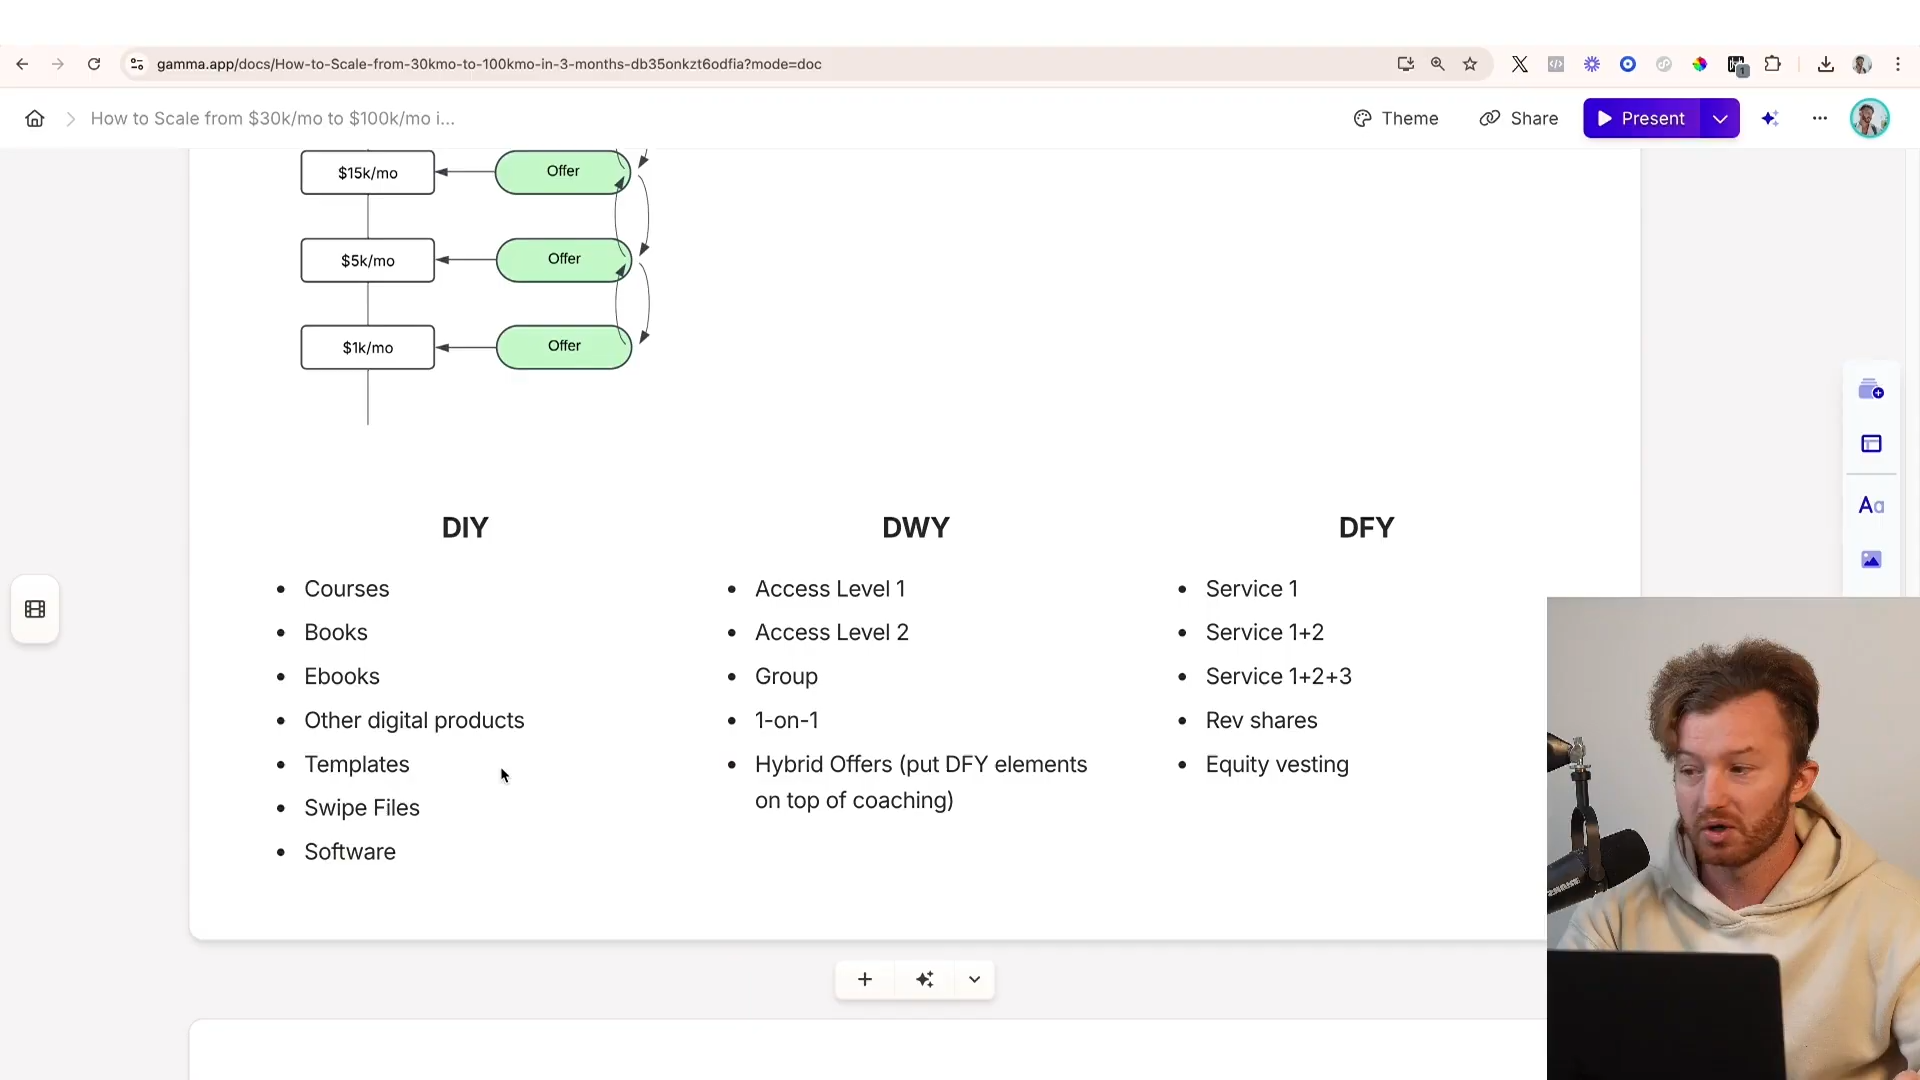 gamma.app/docs/How-to-Scale-from-30kmo-to-100kmo-in-3-months-db35onkzt6odfia?mode=doc
1
How to Scale from $30k/mo to $100k/mo i...
Theme
Share
Present
$15k/mo
Offer
$5k/mo
Offer
$1k/mo
Offer
Aa
DIY
• Courses
• Books
• Ebooks
• Other digital products
• Templates
• Swipe Files
• Software
DWY
• Access Level 1
• Access Level 2
• Group
• 1-on-1
• Hybrid Offers (put DFY elements
on top of coaching)
DFY
• Service 1
• Service 1+2
• Service 1+2+3
• Rev shares
• Equity vesting